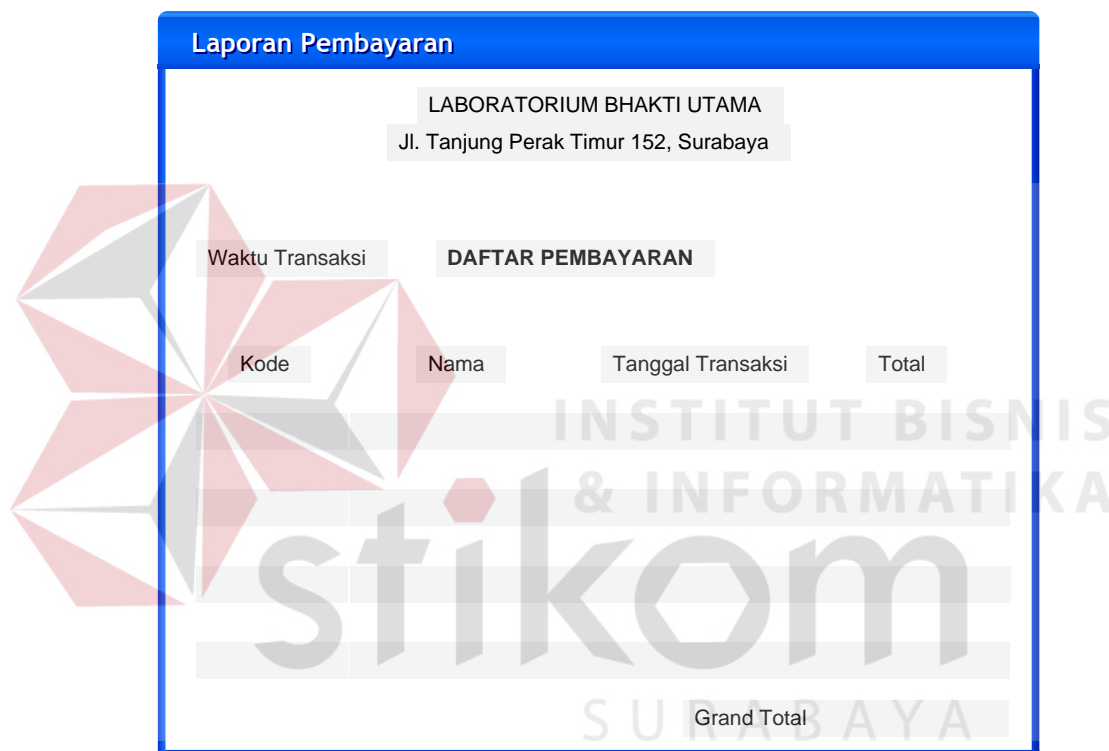 Laporan Pembayaran
LABORATORIUM BHAKTI UTAMA
Jl. Tanjung Perak Timur 152, Surabaya
Waktu Transaksi DAFTAR PEMBAYARAN
Kode Nama Tanggal Transaksi Total
INSTITUT BISNIS
& INFORMATIKA
stikom
SURABAYA
Grand Total